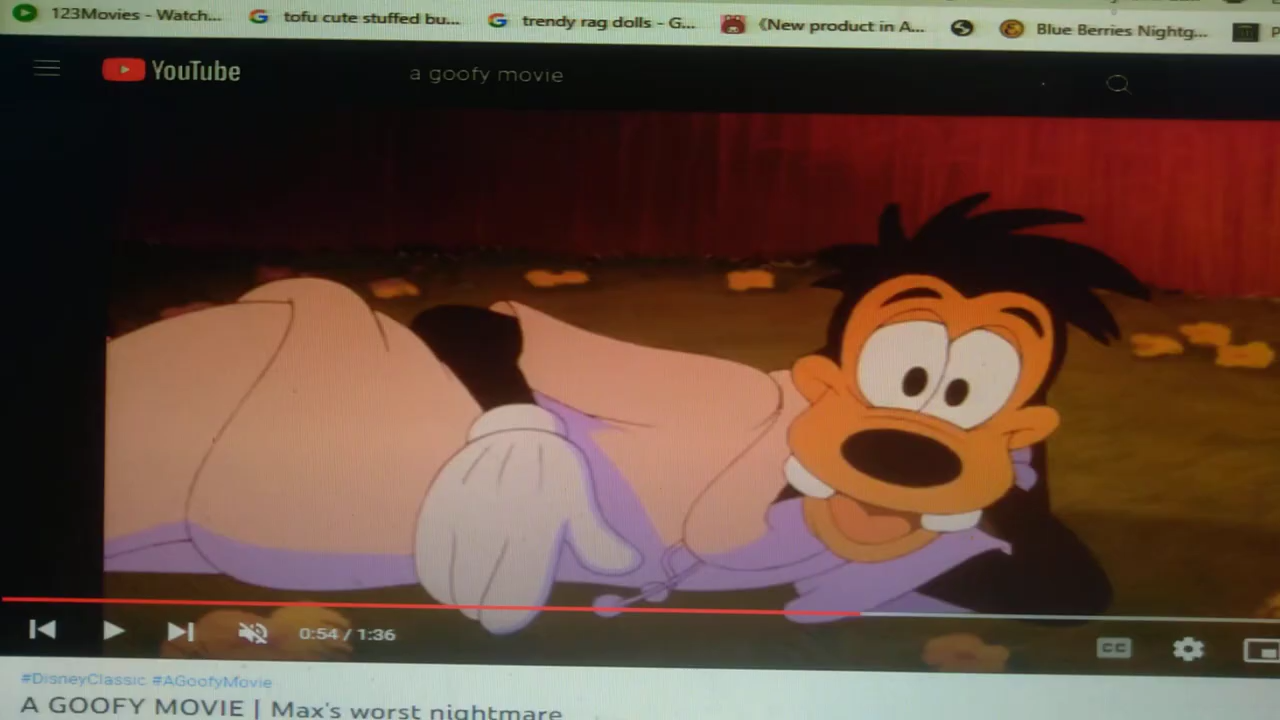 123Movies - Watch...
tofu cute stuffed bu...
trendy rag dolls - G...
《New product in A...
Blue Berries Nightg...
YouTube
a goofy movie
0:54 / 1:36
CC
#DisneyClassic #AGoofyMovie
A GOOFY MOVIE | Max's worst nightmare